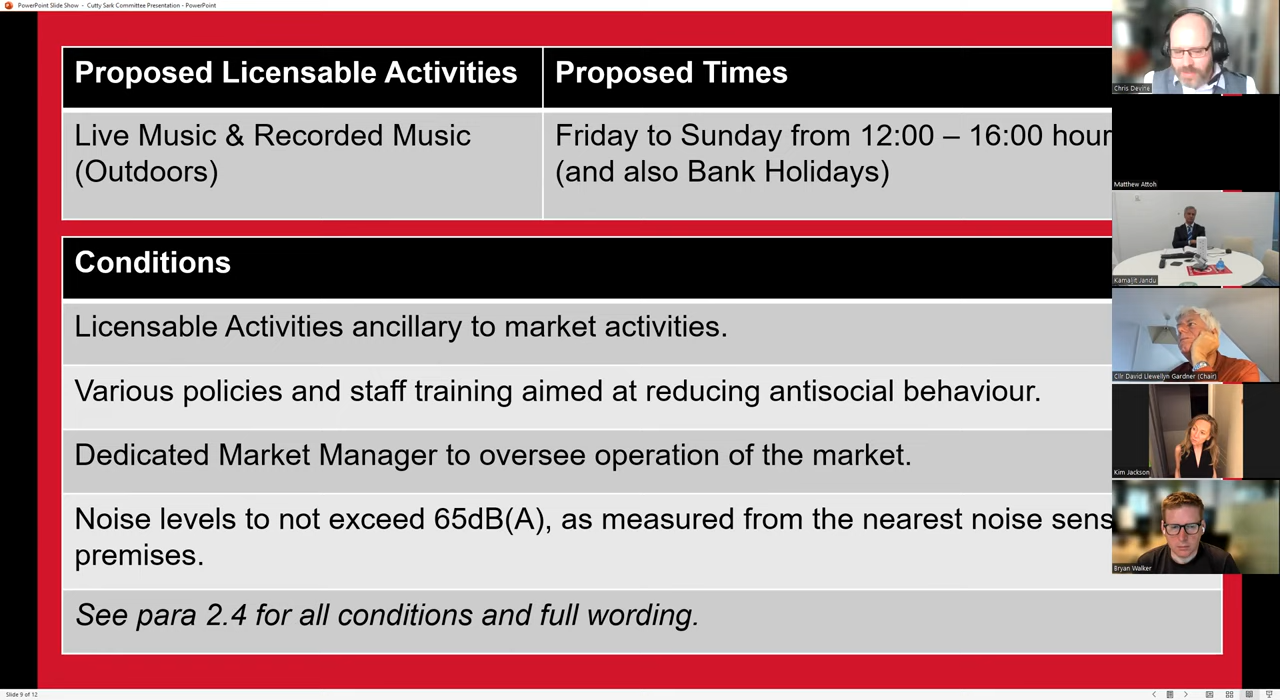 PowerPoint Slide Show - Cutty Sark Committee Presentation - PowerPoint
Proposed Licensable Activities
Proposed Times
Live Music & Recorded Music
(Outdoors)
Friday to Sunday from 12:00 – 16:00 hour
(and also Bank Holidays)
Conditions
Licensable Activities ancillary to market activities.
Various policies and staff training aimed at reducing antisocial behaviour.
Dedicated Market Manager to oversee operation of the market.
Noise levels to not exceed 65dB(A), as measured from the nearest noise sens
premises.
See para 2.4 for all conditions and full wording.
Chris Devine
Matthew Attoh
Kamaljit Jandu
Cllr David Llewellyn Gardner (Chair)
Kim Jackson
Bryan Walker
Slide 9 of 12